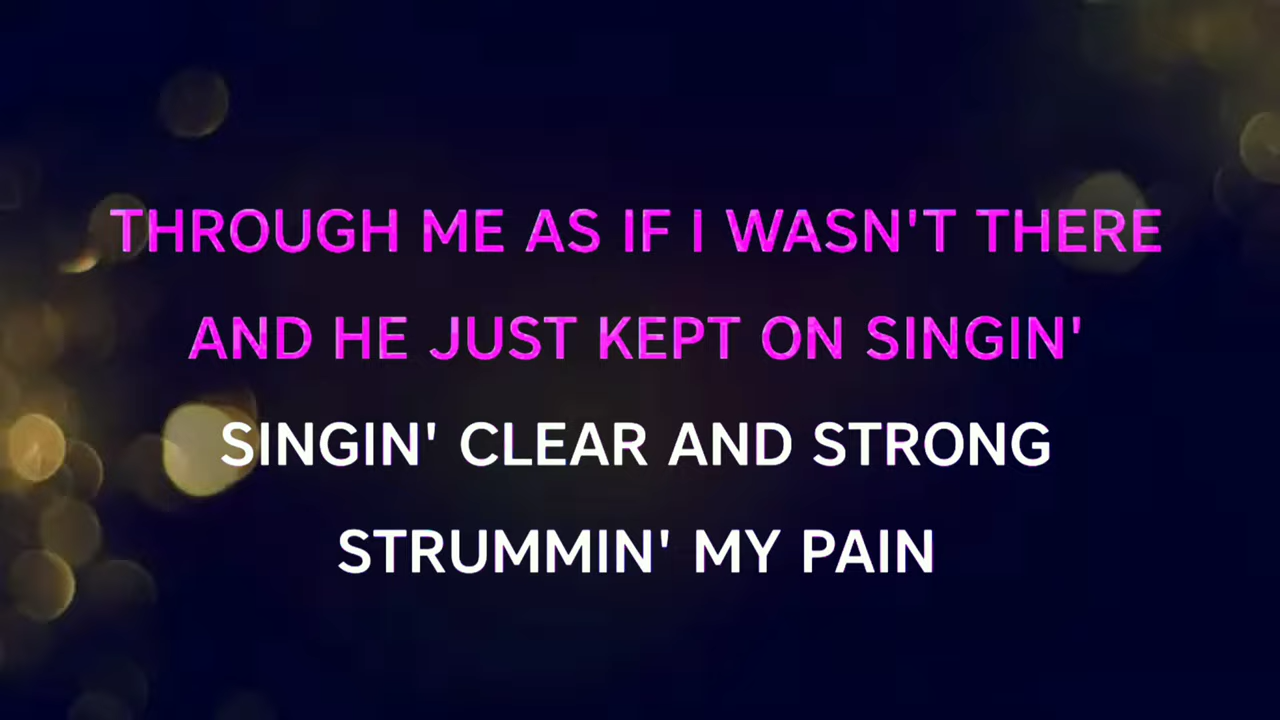 THROUGH ME AS IF I WASN'T THERE
AND HE JUST KEPT ON SINGIN'
SINGIN' CLEAR AND STRONG
STRUMMIN' MY PAIN